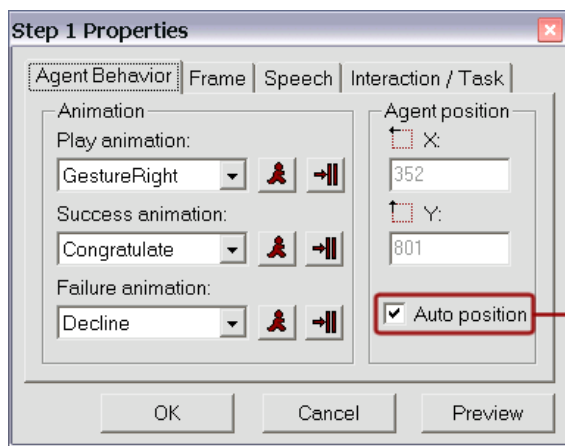 Step 1 Properties
Agent Behavior Frame Speech Interaction / Task
Animation
Play animation:
GestureRight
Success animation:
Congratulate
Failure animation:
Decline
Agent position
X:
352
Y:
801
Auto position
OK Cancel Preview